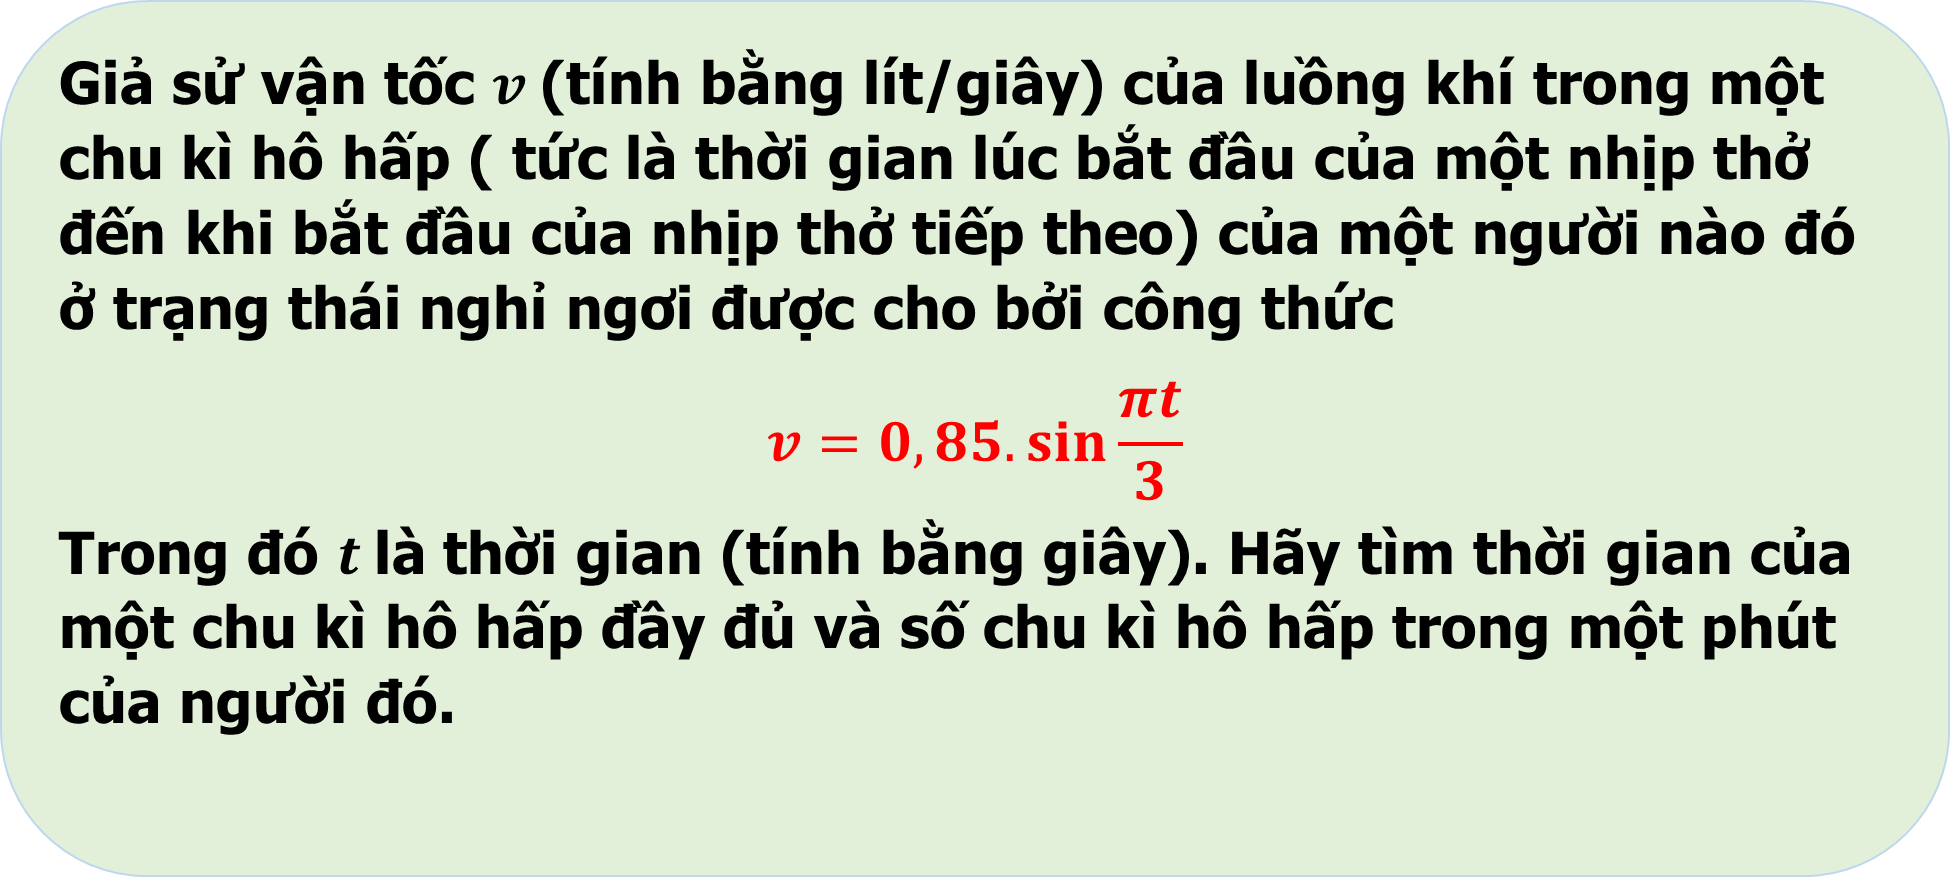 Giả sử vận tốc v (tính bằng lít/giây) của luồng khí trong một
chu kì hô hấp ( tức là thời gian lúc bắt đầu của một nhịp thở
đến khi bắt đầu của nhịp thở tiếp theo) của một người nào đó
ở trạng thái nghỉ ngơi được cho bởi công thức
v = 0,85.sin πt/3
Trong đó t là thời gian (tính bằng giây). Hãy tìm thời gian của
một chu kì hô hấp đầy đủ và số chu kì hô hấp trong một phút
của người đó.